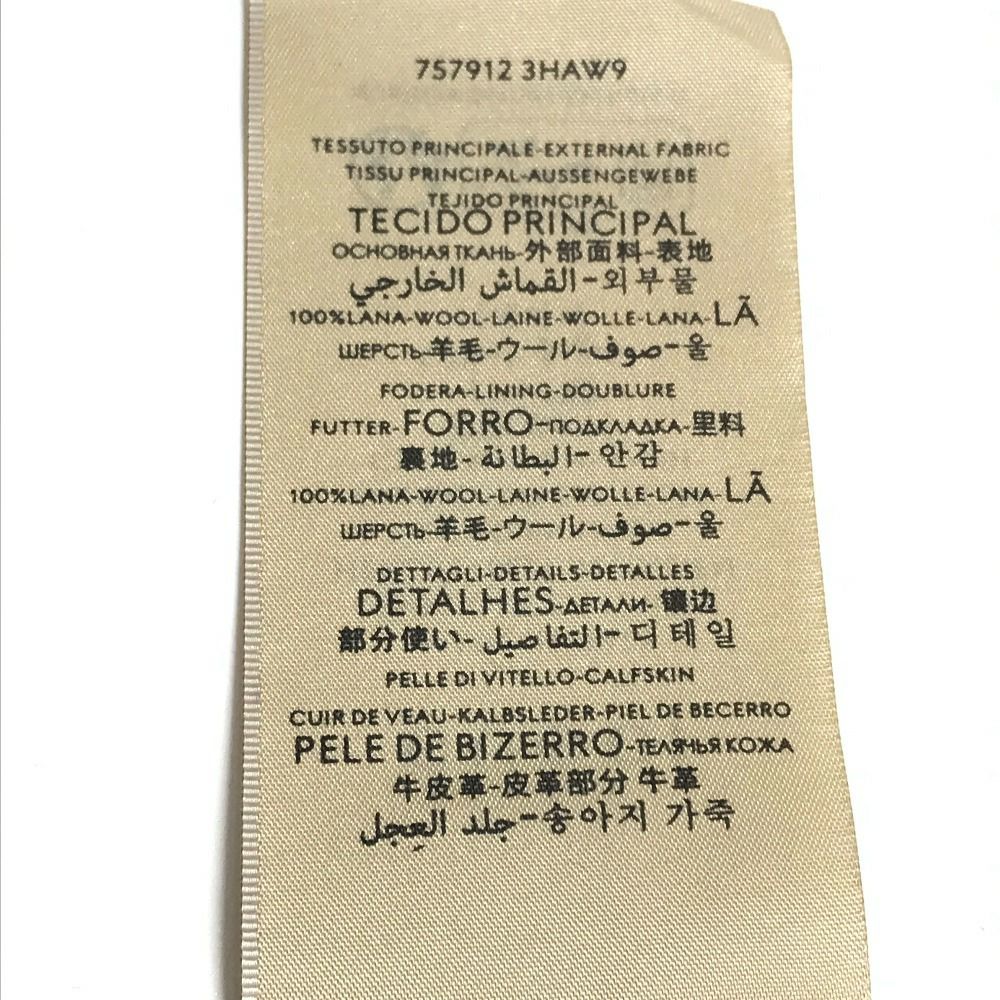 757912 3HAW9
TESSUTO PRINCIPALE-EXTERNAL FABRIC
TISSU PRINCIPAL-AUSSENGEWEBE
TEJIDO PRINCIPAL
TECIDO PRINCIPAL
ОСНОВНАЯ ТКАНЬ-外部面料-表地
القماش الخارجي-외부물
100%LANA-WOOL-LAINE-WOLLE-LANA-LÃ
ШЕРСТЬ-羊毛-ウール-صوف-울
FODERA-LINING-DOUBLURE
FUTTER-FORRO-ПОДКЛАДКА-里料
裏地-البطانة-안감
100%LANA-WOOL-LAINE-WOLLE-LANA-LÃ
ШЕРСТЬ-羊毛-ウール-صوف-울
DETTAGLI-DETAILS-DETALLES
DETALHES-ДЕТАЛИ-镶边
部分使い-التفاصيل-디테일
PELLE DI VITELLO-CALFSKIN
CUIR DE VEAU-KALBSLEDER-PIEL DE BECERRO
PELE DE BIZERRO-ТЕЛЯЧЬЯ КОЖА
牛皮革-皮革部分 牛革
جلد العِجل-송아지 가죽